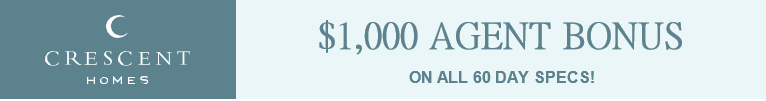 CRESCENT
HOMES
$1,000 AGENT BONUS
ON ALL 60 DAY SPECS!